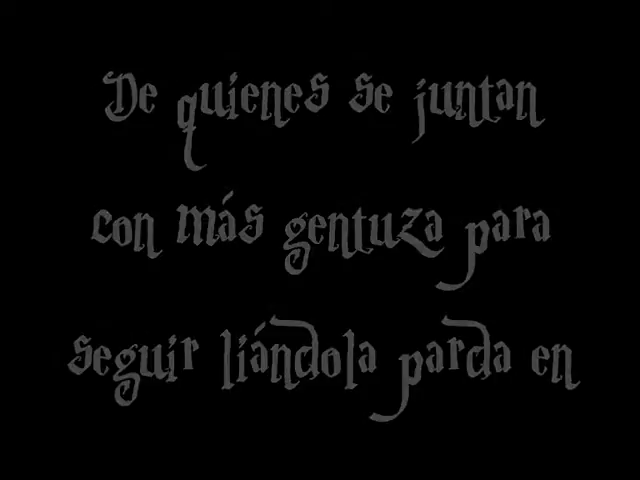 De quienes se juntan
con más gentuza para
seguir liándola parda en